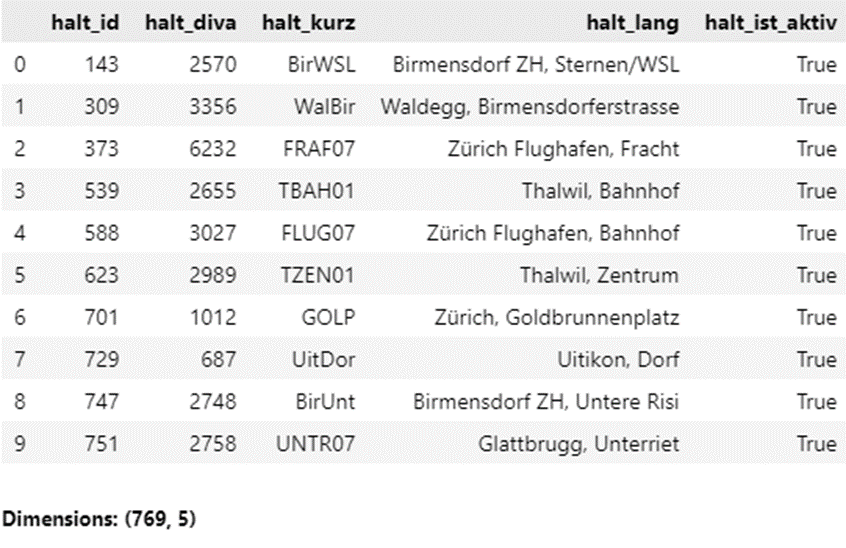 halt_id halt_diva halt_kurz halt_lang halt_ist_aktiv
0 143 2570 BirWSL Birmensdorf ZH, Sternen/WSL True
1 309 3356 WalBir Waldegg, Birmensdorferstrasse True
2 373 6232 FRAF07 Zürich Flughafen, Fracht True
3 539 2655 TBAH01 Thalwil, Bahnhof True
4 588 3027 FLUG07 Zürich Flughafen, Bahnhof True
5 623 2989 TZEN01 Thalwil, Zentrum True
6 701 1012 GOLP Zürich, Goldbrunnenplatz True
7 729 687 UitDor Uitikon, Dorf True
8 747 2748 BirUnt Birmensdorf ZH, Untere Risi True
9 751 2758 UNTR07 Glattbrugg, Unterriet True
Dimensions: (769, 5)